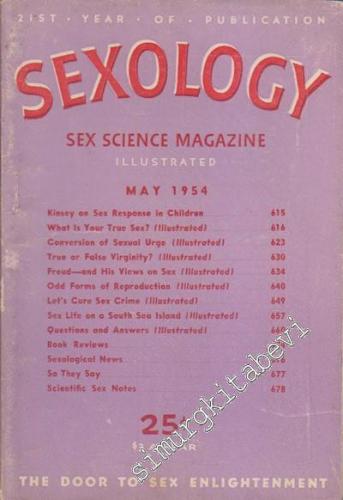 21ST · YEAR · OF · PUBLICATION
SEXOLOGY
SEX SCIENCE MAGAZINE
ILLUSTRATED
MAY 1954
Kinsey on Sex Response in Children 615
What Is Your True Sex? (Illustrated) 616
Conversion of Sexual Urge (Illustrated) 623
True or False Virginity? (Illustrated) 630
Freud—and His Views on Sex (Illustrated) 634
Odd Forms of Reproduction (Illustrated) 640
Let's Cure Sex Crime (Illustrated) 649
Sex Life on a South Sea Island (Illustrated) 657
Questions and Answers (Illustrated)
Book Reviews
Sexological News
So They Say 677
Scientific Sex Notes 678
25¢
YEAR
THE DOOR TO SEX ENLIGHTENMENT
simurgkitabevi.com